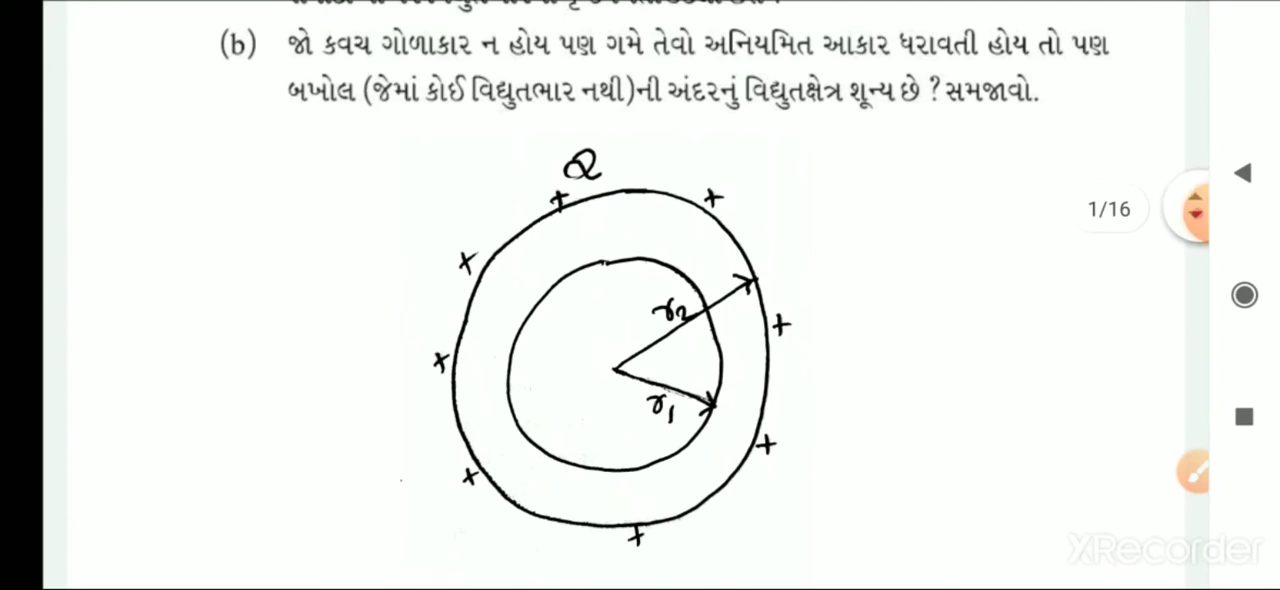 (b) જો કવચ ગોળાકાર ન હોય પણ ગમે તેવો અનિયમિત આકાર ધરાવતી હોય તો પણ
બખોલ (જેમાં કોઈ વિદ્યુતભાર નથી)ની અંદરનું વિદ્યુતક્ષેત્ર શૂન્ય છે ? સમજાવો.
Q
+ +
+
r2
+
+
r1
+
+
+
1/16
XRecorder